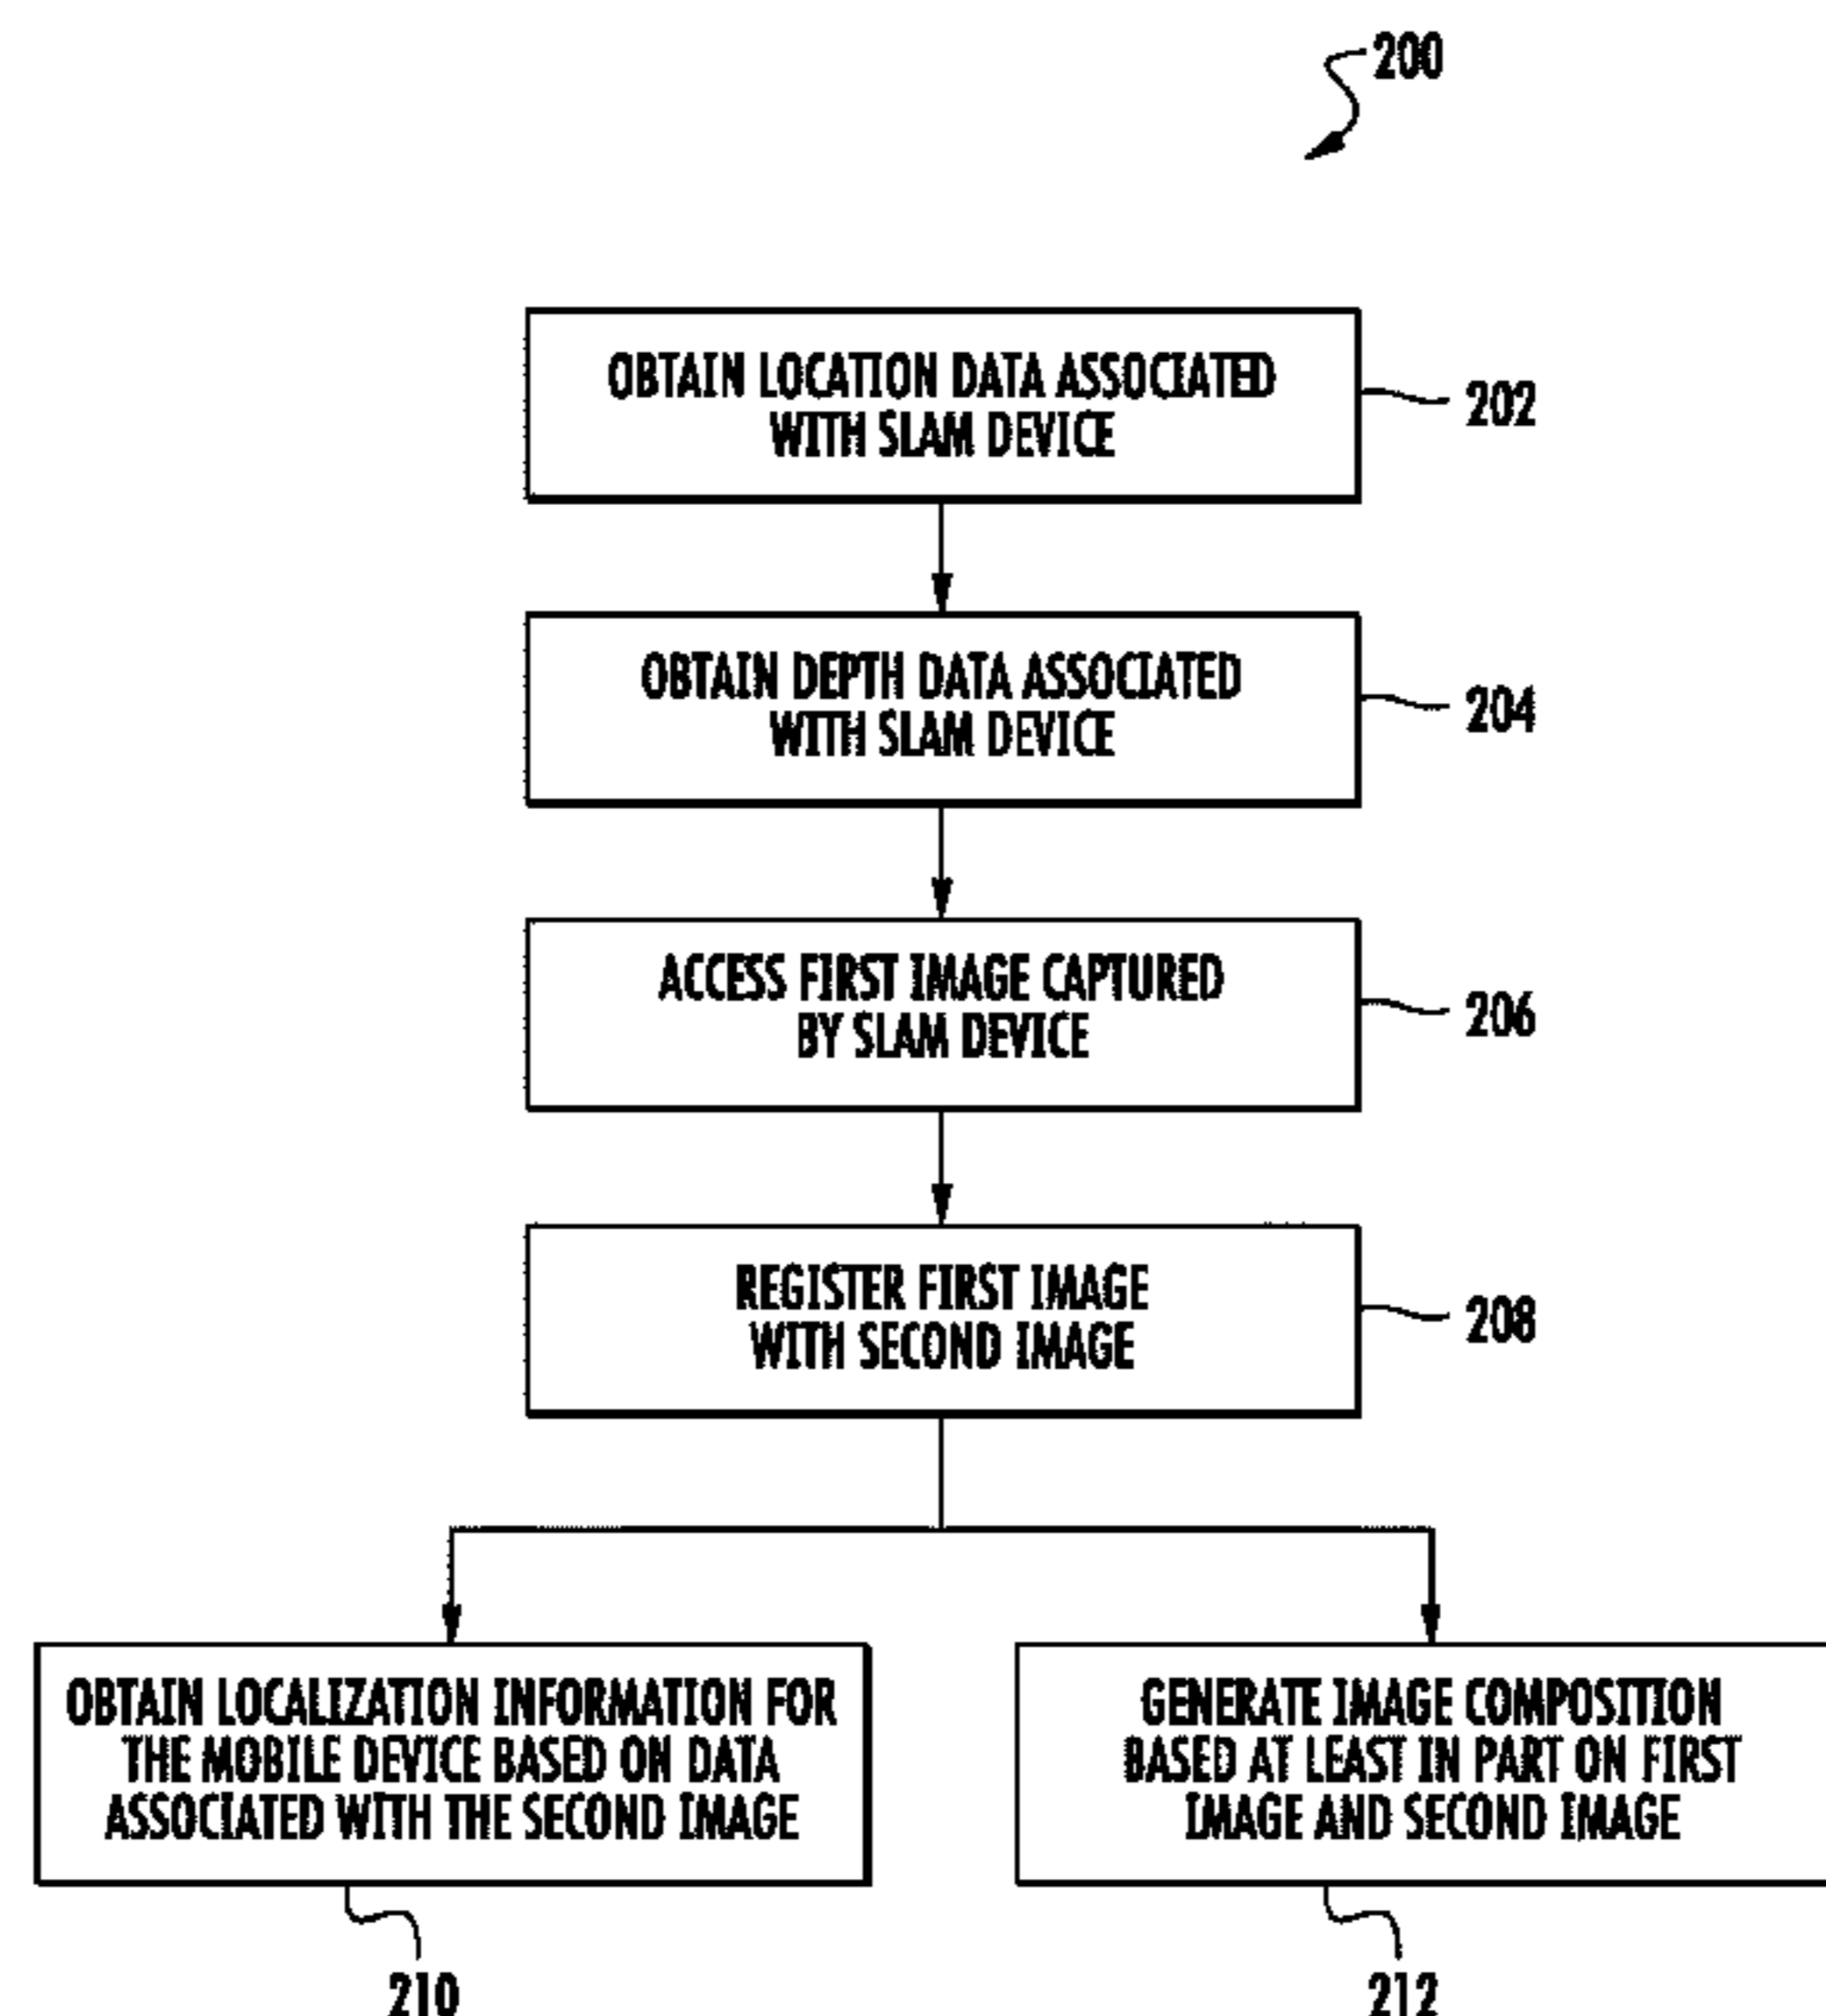 200
OBTAIN LOCATION DATA ASSOCIATED
WITH SLAM DEVICE
202
OBTAIN DEPTH DATA ASSOCIATED
WITH SLAM DEVICE
204
ACCESS FIRST IMAGE CAPTURED
BY SLAM DEVICE
206
REGISTER FIRST IMAGE
WITH SECOND IMAGE
208
OBTAIN LOCALIZATION INFORMATION FOR
THE MOBILE DEVICE BASED ON DATA
ASSOCIATED WITH THE SECOND IMAGE
210
GENERATE IMAGE COMPOSITION
BASED AT LEAST IN PART ON FIRST
IMAGE AND SECOND IMAGE
212